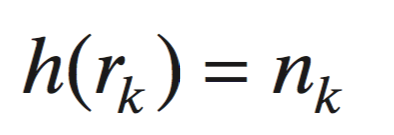 h(r_k) = n_k